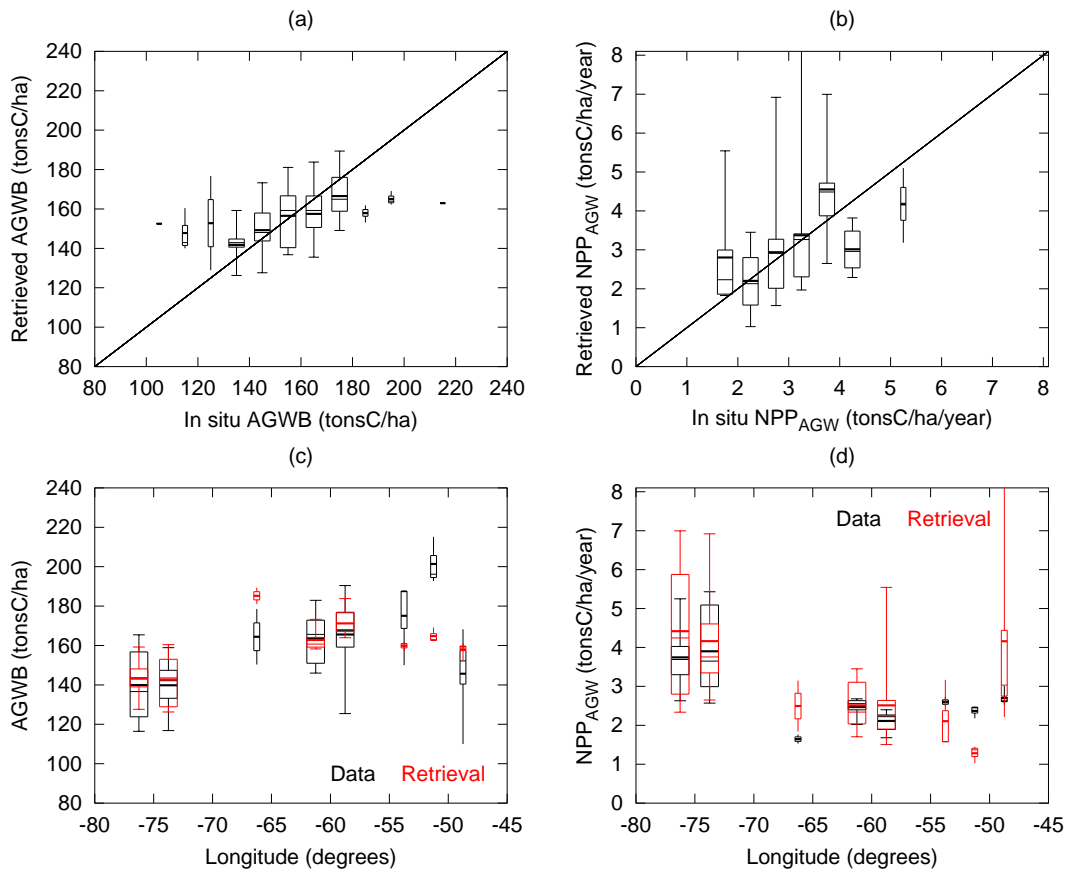 (a)
240
220
200
180
160
140
120
100
80
80 100 120 140 160 180 200 220 240
Retrieved AGWB (tonsC/ha)
In situ AGWB (tonsC/ha)
(b)
8
7
6
5
4
3
2
1
0
0 1 2 3 4 5 6 7 8
Retrieved NPP_AGW (tonsC/ha/year)
In situ NPP_AGW (tonsC/ha/year)
(c)
240
220
200
180
160
140
120
100
80
-80 -75 -70 -65 -60 -55 -50 -45
AGWB (tonsC/ha)
Data Retrieval
Longitude (degrees)
(d)
8
7
6
5
4
3
2
1
0
-80 -75 -70 -65 -60 -55 -50 -45
NPP_AGW (tonsC/ha/year)
Data Retrieval
Longitude (degrees)